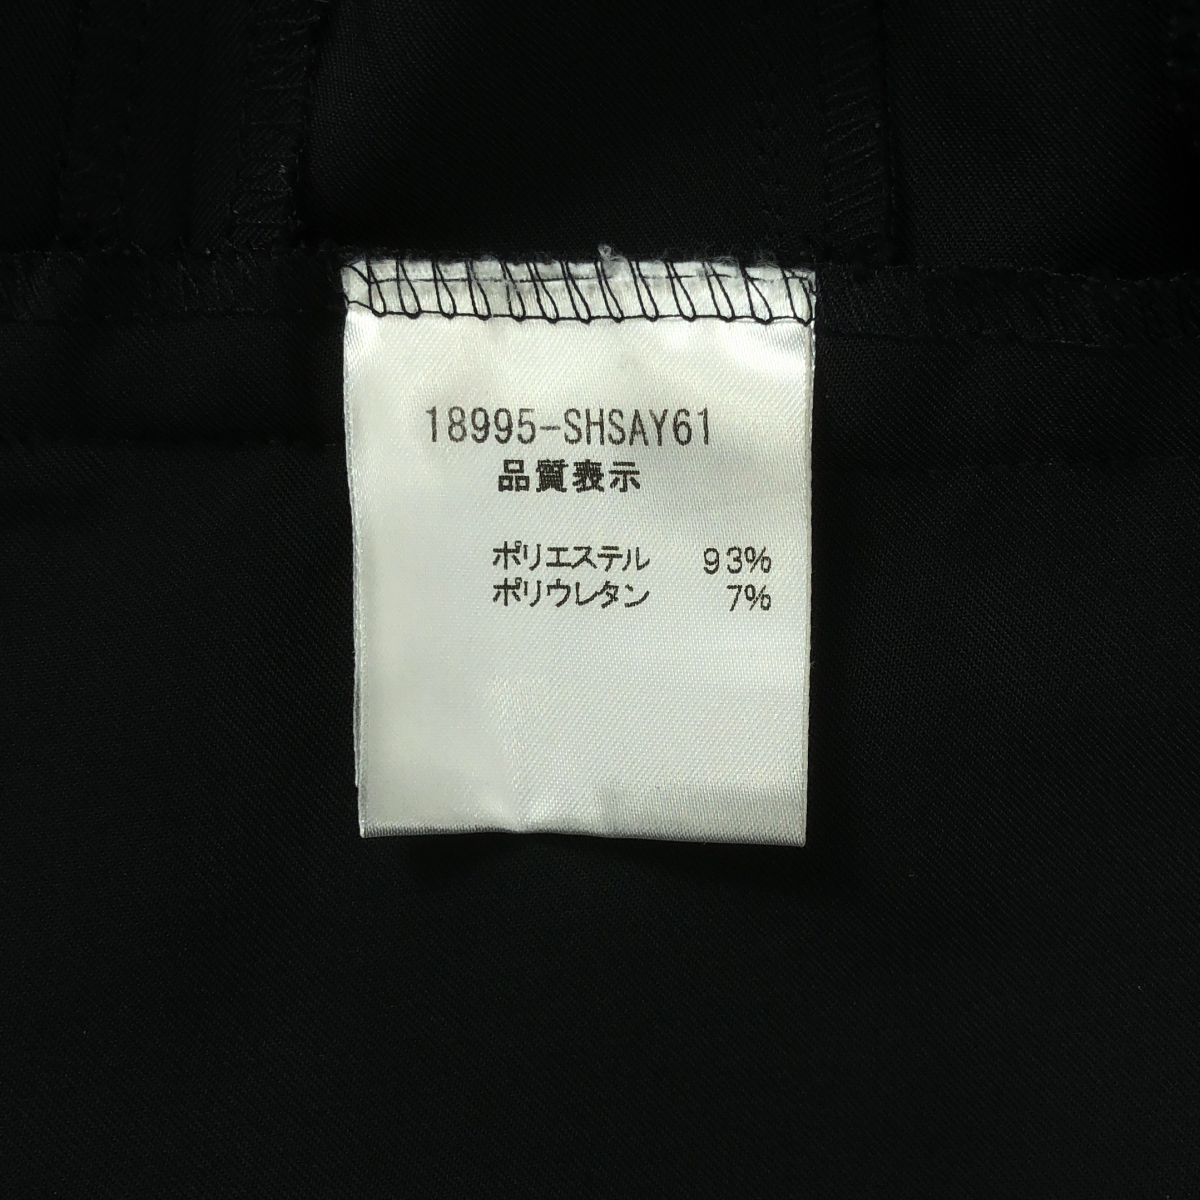 18995-SHSAY61
品質表示
ポリエステル 93%
ポリウレタン 7%